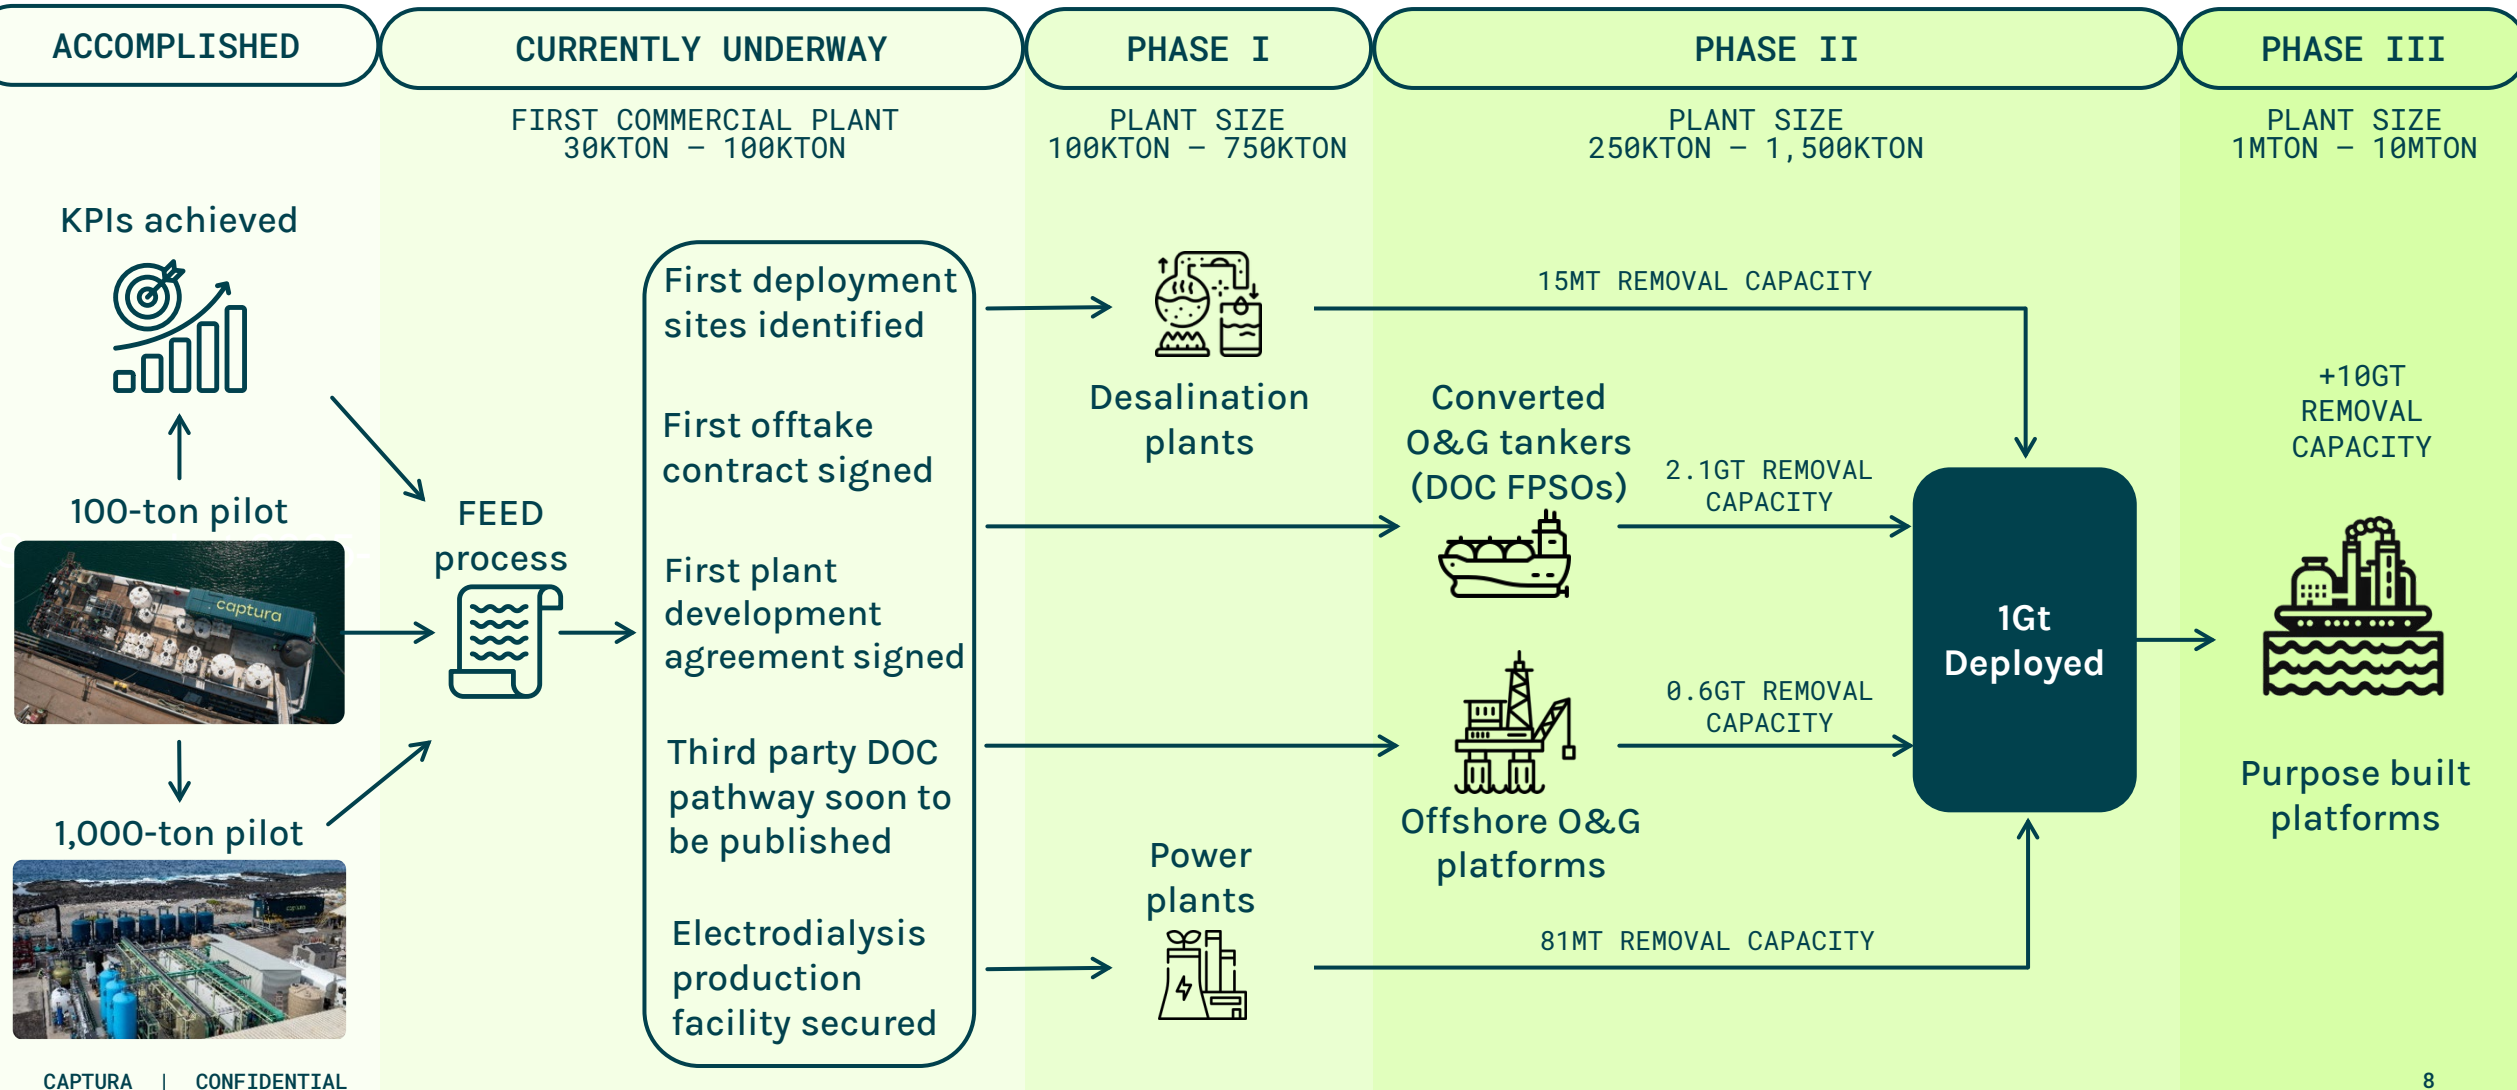 ACCOMPLISHED
CURRENTLY UNDERWAY
PHASE I
PHASE II
PHASE III
FIRST COMMERCIAL PLANT
30KTON – 100KTON
PLANT SIZE
100KTON – 750KTON
PLANT SIZE
250KTON – 1,500KTON
PLANT SIZE
1MTON – 10MTON
KPIs achieved
100-ton pilot
captura
1,000-ton pilot
captura
FEED
process
First deployment
sites identified
First offtake
contract signed
First plant
development
agreement signed
Third party DOC
pathway soon to
be published
Electrodialysis
production
facility secured
Desalination
plants
Power
plants
15MT REMOVAL CAPACITY
Converted
O&G tankers
(DOC FPSOs)
2.1GT REMOVAL
CAPACITY
0.6GT REMOVAL
CAPACITY
Offshore O&G
platforms
81MT REMOVAL CAPACITY
1Gt
Deployed
+10GT
REMOVAL
CAPACITY
Purpose built
platforms
CAPTURA | CONFIDENTIAL
8